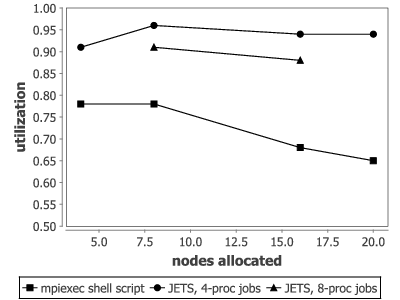 1.00
0.95
0.90
0.85
0.80
0.75
0.70
0.65
0.60
0.55
0.50
utilization
5.0 7.5 10.0 12.5 15.0 17.5 20.0
nodes allocated
mpiexec shell script JETS, 4-proc jobs JETS, 8-proc jobs